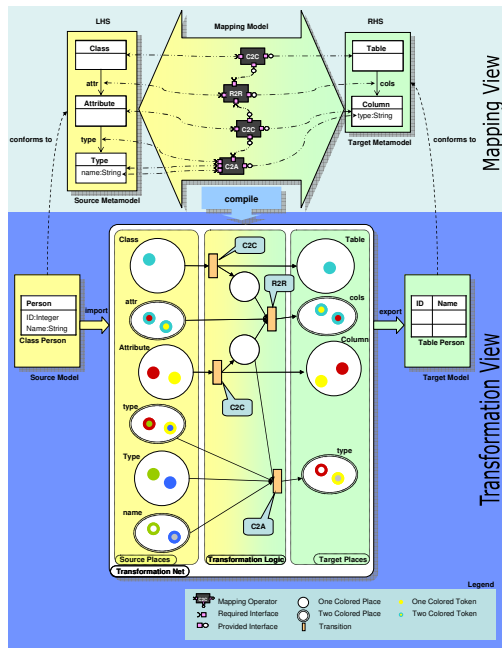 LHS
Mapping Model
RHS
Class
C2C
Table
attr
R2R
cols
Attribute
C2C
Column
type:String
type
Type
name:String
C2A
Source Metamodel
Target Metamodel
conforms to
conforms to
Mapping View
compile
Class
C2C
Table
R2R
attr
cols
Attribute
Column
C2C
type
type
Type
name
C2A
Source Places
Transformation Logic
Target Places
Transformation Net
Person
ID:Integer
Name:String
Class Person
Source Model
import
export
ID
Name
Table Person
Target Model
Transformation View
Legend
C2C
Mapping Operator
One Colored Place
One Colored Token
Required Interface
Two Colored Place
Two Colored Token
Provided Interface
Transition